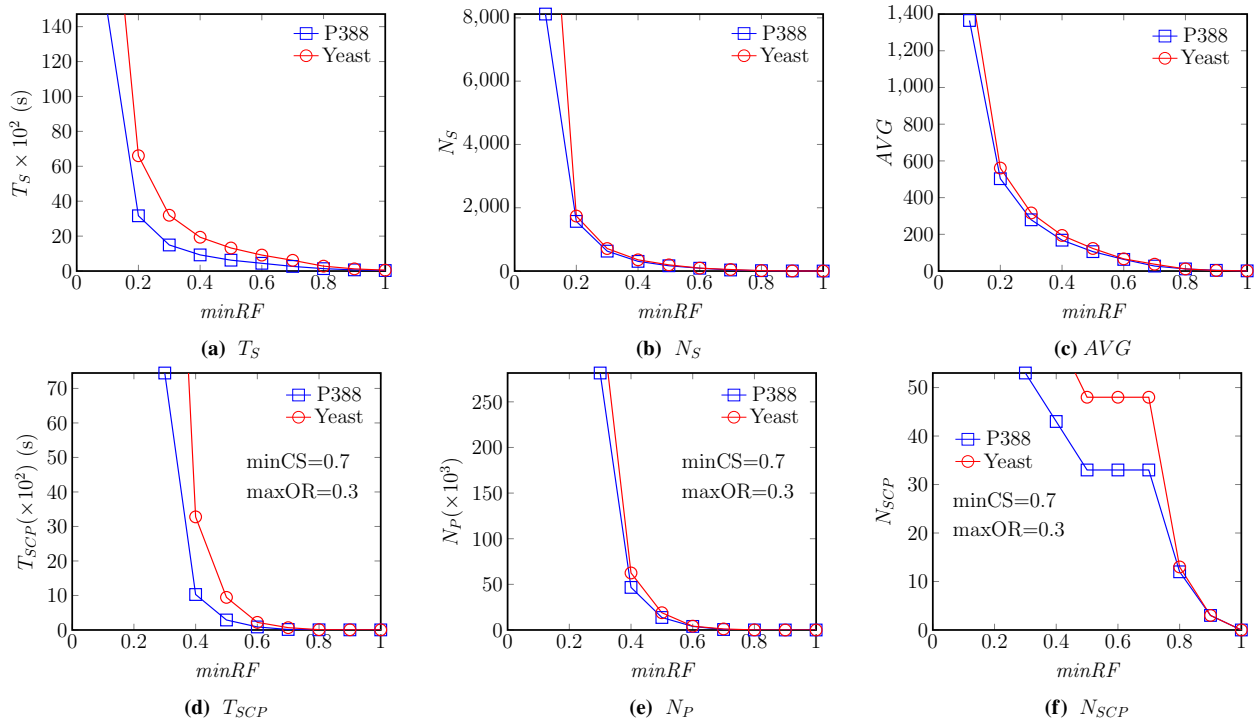 140
120
100
80
60
40
20
0
T_S × 10^2 (s)
P388
Yeast
0 0.2 0.4 0.6 0.8 1
minRF
(a) T_S
8,000
6,000
4,000
2,000
0
N_S
P388
Yeast
0 0.2 0.4 0.6 0.8 1
minRF
(b) N_S
1,400
1,200
1,000
800
600
400
200
0
AVG
P388
Yeast
0 0.2 0.4 0.6 0.8 1
minRF
(c) AVG
70
60
50
40
30
20
10
0
T_SCP(×10^2) (s)
P388
Yeast
minCS=0.7
maxOR=0.3
0 0.2 0.4 0.6 0.8 1
minRF
(d) T_SCP
250
200
150
100
50
0
N_P(×10^3)
P388
Yeast
minCS=0.7
maxOR=0.3
0 0.2 0.4 0.6 0.8 1
minRF
(e) N_P
50
40
30
20
10
0
N_SCP
P388
Yeast
minCS=0.7
maxOR=0.3
0 0.2 0.4 0.6 0.8 1
minRF
(f) N_SCP